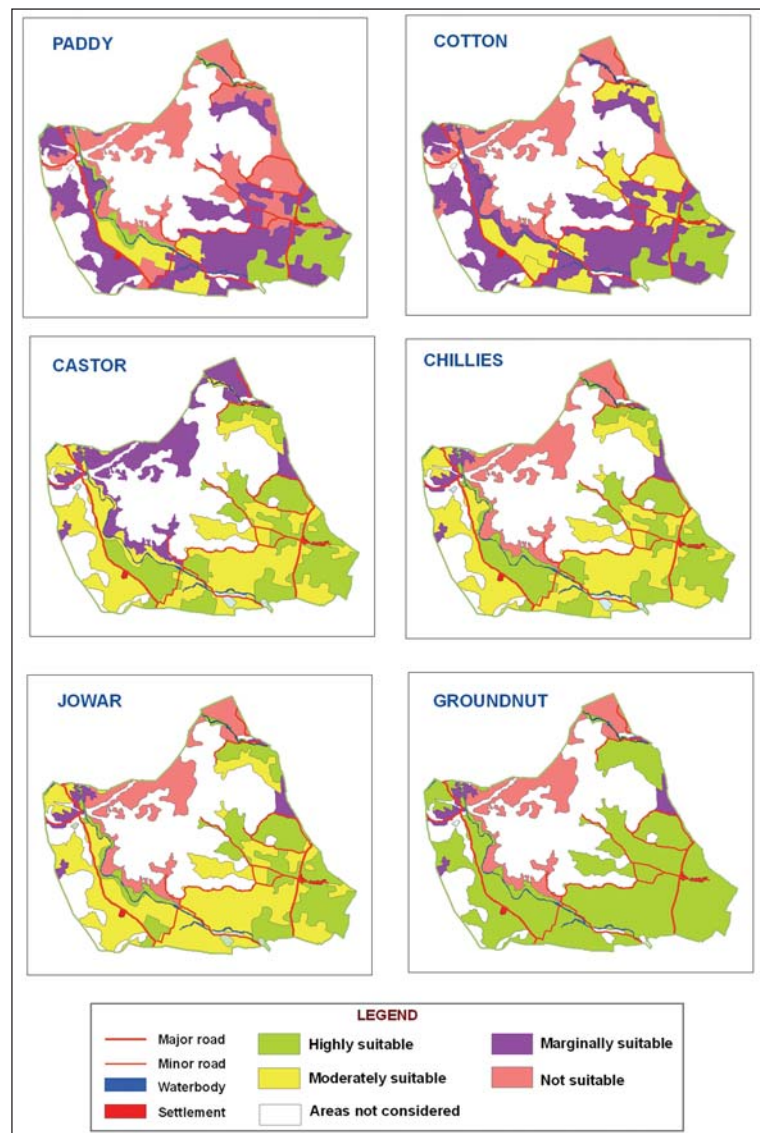 PADDY
COTTON
CASTOR
CHILLIES
JOWAR
GROUNDNUT
LEGEND
Major road
Minor road
Waterbody
Settlement
Highly suitable
Moderately suitable
Areas not considered
Marginally suitable
Not suitable